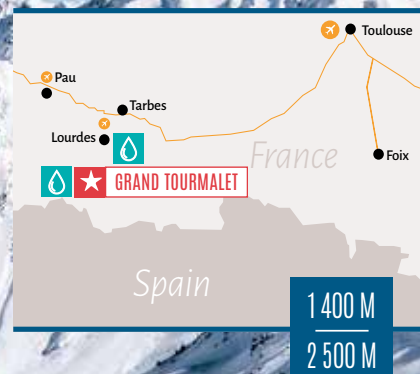 Toulouse
Pau
Tarbes
Lourdes
France
Foix
GRAND TOURMALET
Spain
1 400 M
2 500 M